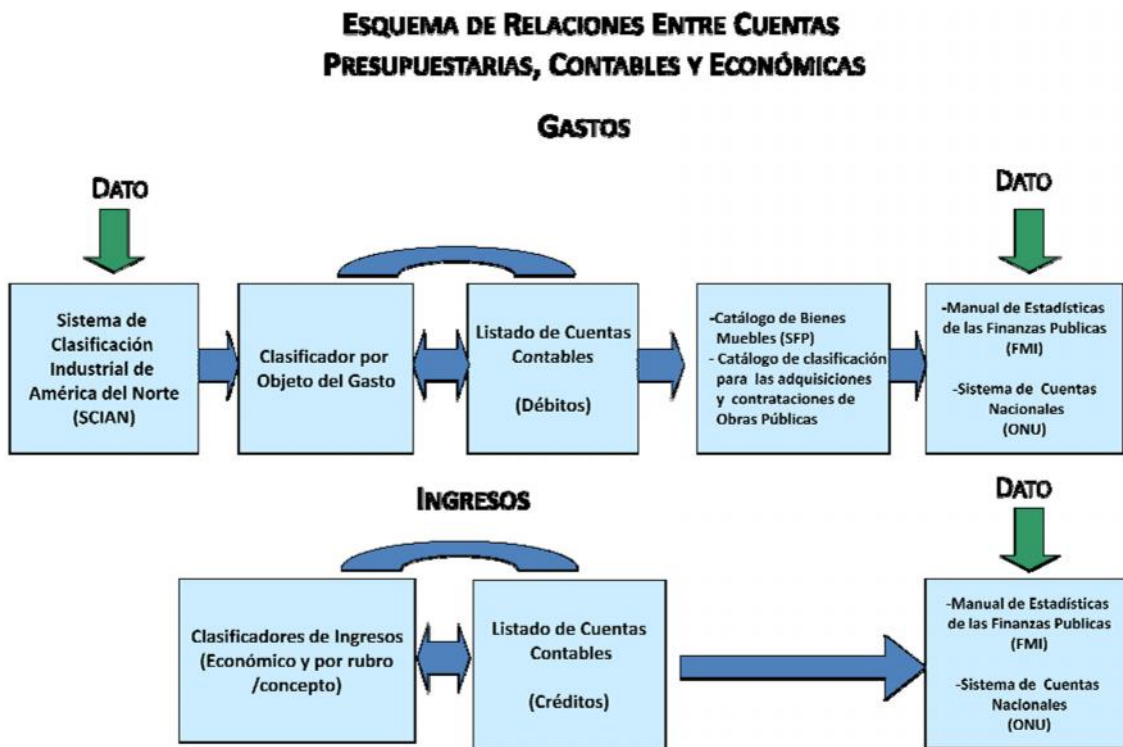 ESQUEMA DE RELACIONES ENTRE CUENTAS
PRESUPUESTARIAS, CONTABLES Y ECONÓMICAS
GASTOS
DATO
DATO
Sistema de
Clasificación
Industrial de
América del Norte
(SCIAN)
Clasificador por
Objeto del Gasto
Listado de Cuentas
Contables
(Débitos)
-Catálogo de Bienes
Muebles (SFP)
- Catálogo de clasificación
para las adquisiciones
y contrataciones de
Obras Públicas
-Manual de Estadísticas
de las Finanzas Publicas
(FMI)
-Sistema de Cuentas
Nacionales
(ONU)
INGRESOS
DATO
Clasificadores de Ingresos
(Económico y por rubro
/concepto)
Listado de Cuentas
Contables
(Créditos)
-Manual de Estadísticas
de las Finanzas Publicas
(FMI)
-Sistema de Cuentas
Nacionales
(ONU)